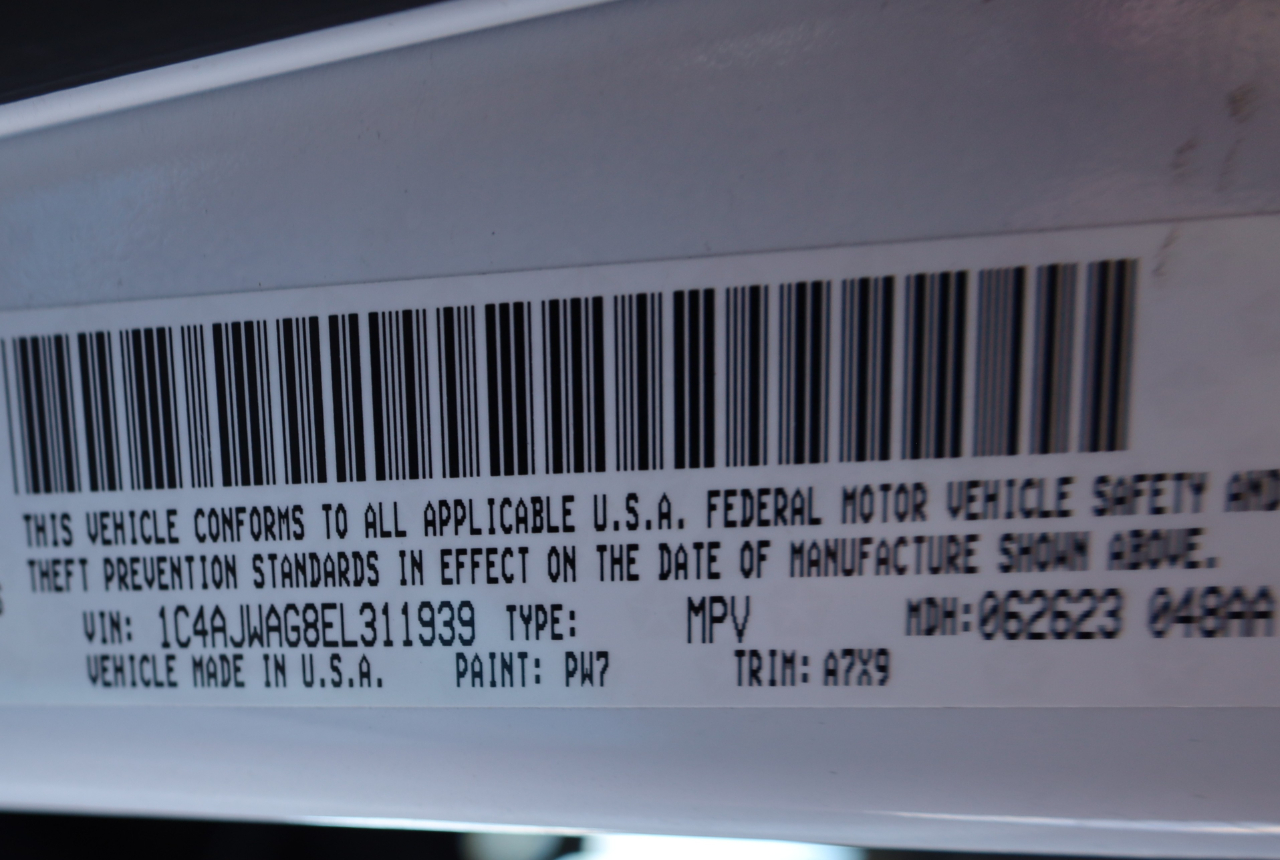 THIS VEHICLE CONFORMS TO ALL APPLICABLE U.S.A. FEDERAL MOTOR VEHICLE SAFETY AND
THEFT PREVENTION STANDARDS IN EFFECT ON THE DATE OF MANUFACTURE SHOWN ABOVE.
VIN: 1C4AJWAG8EL311939 TYPE: MPV MDH: 062623 048AA
VEHICLE MADE IN U.S.A. PAINT: PW7 TRIM: A7X9